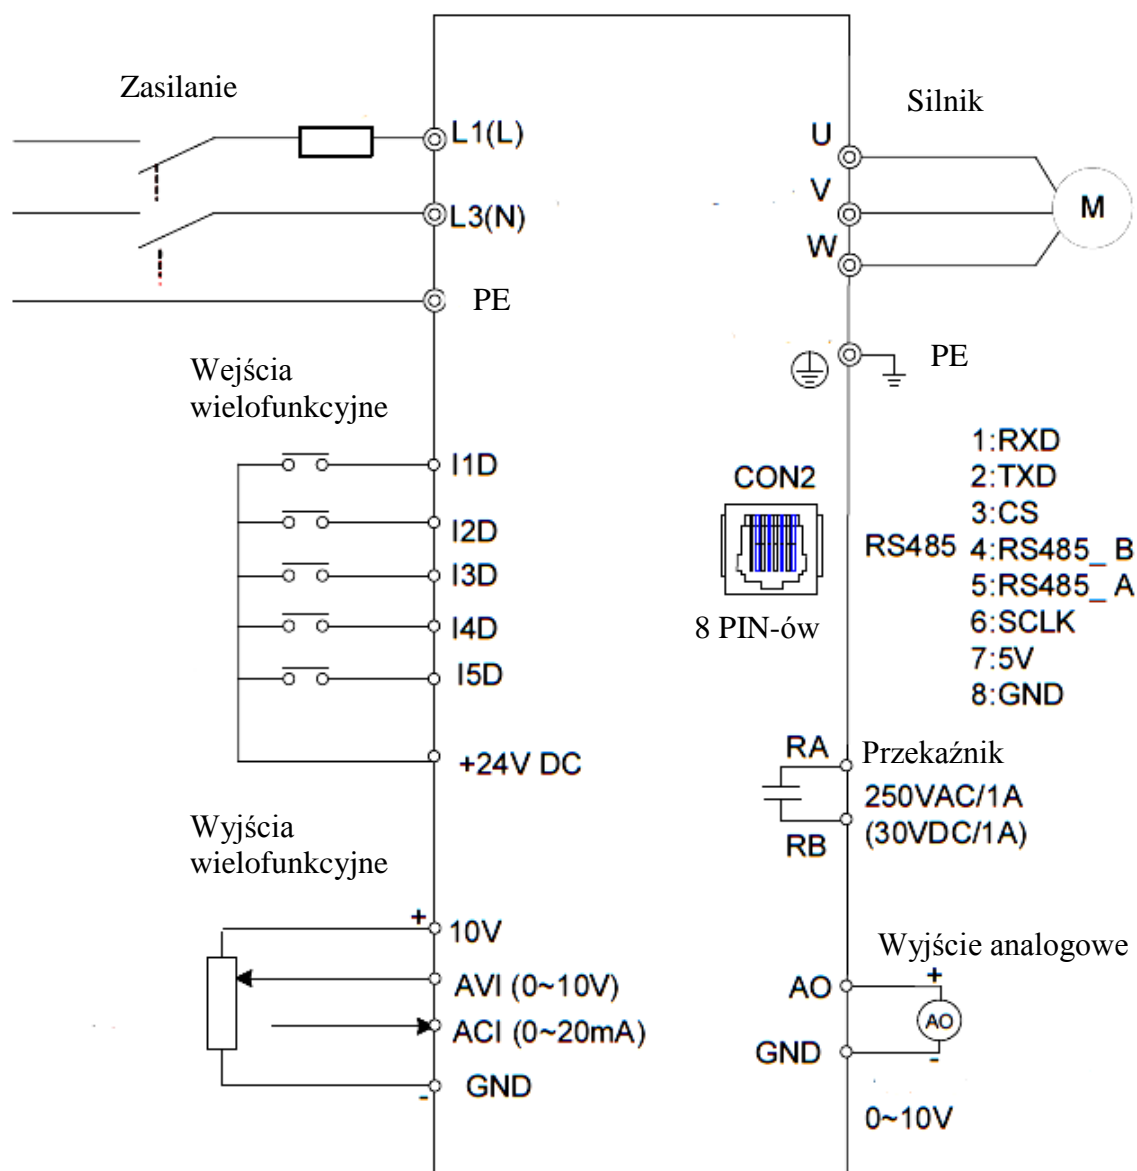 Zasilanie
L1(L)
L3(N)
PE
Wejścia
wielofunkcyjne
I1D
I2D
I3D
I4D
I5D
+24V DC
Wyjścia
wielofunkcyjne
+
10V
AVI (0~10V)
ACI (0~20mA)
-
GND
Silnik
U
V
W
M
PE
CON2
8 PIN-ów
RS485
1:RXD
2:TXD
3:CS
4:RS485_ B
5:RS485_ A
6:SCLK
7:5V
8:GND
RA
RB
Przekaźnik
250VAC/1A
(30VDC/1A)
Wyjście analogowe
AO
+
AO
GND
-
0~10V